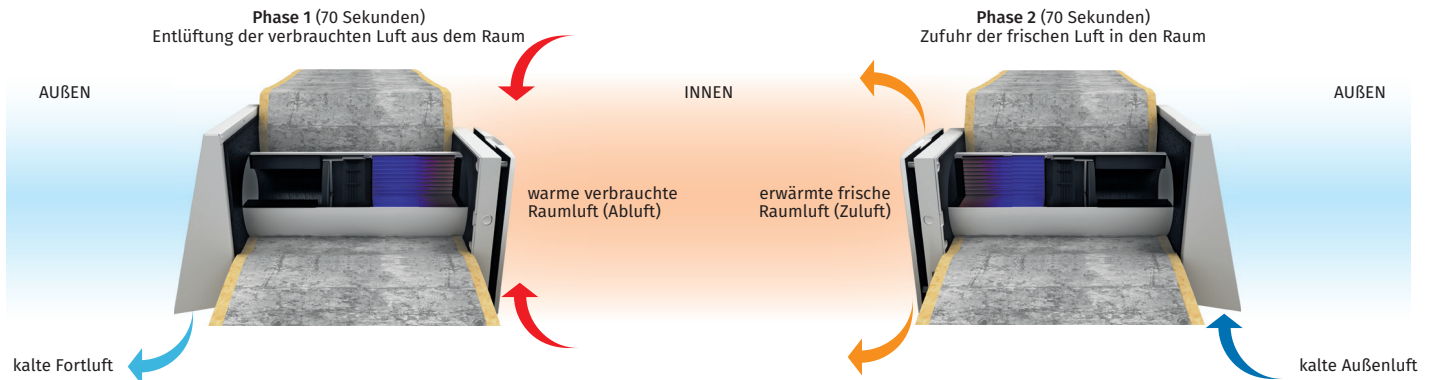 Phase 1 (70 Sekunden)
Entlüftung der verbrauchten Luft aus dem Raum
Phase 2 (70 Sekunden)
Zufuhr der frischen Luft in den Raum
AUẞEN
INNEN
AUẞEN
warme verbrauchte
Raumluft (Abluft)
erwärmte frische
Raumluft (Zuluft)
kalte Fortluft
kalte Außenluft